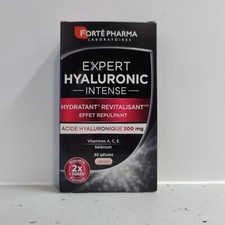 FORTÉ PHARMA
LABORATOIRES
EXPERT
HYALURONIC
INTENSE
HYDRATANT* REVITALISANT
EFFET REPULPANT
ACIDE HYALURONIQUE 300 mg
Vitamines A, C, E
Sélénium
30 gélules
2X